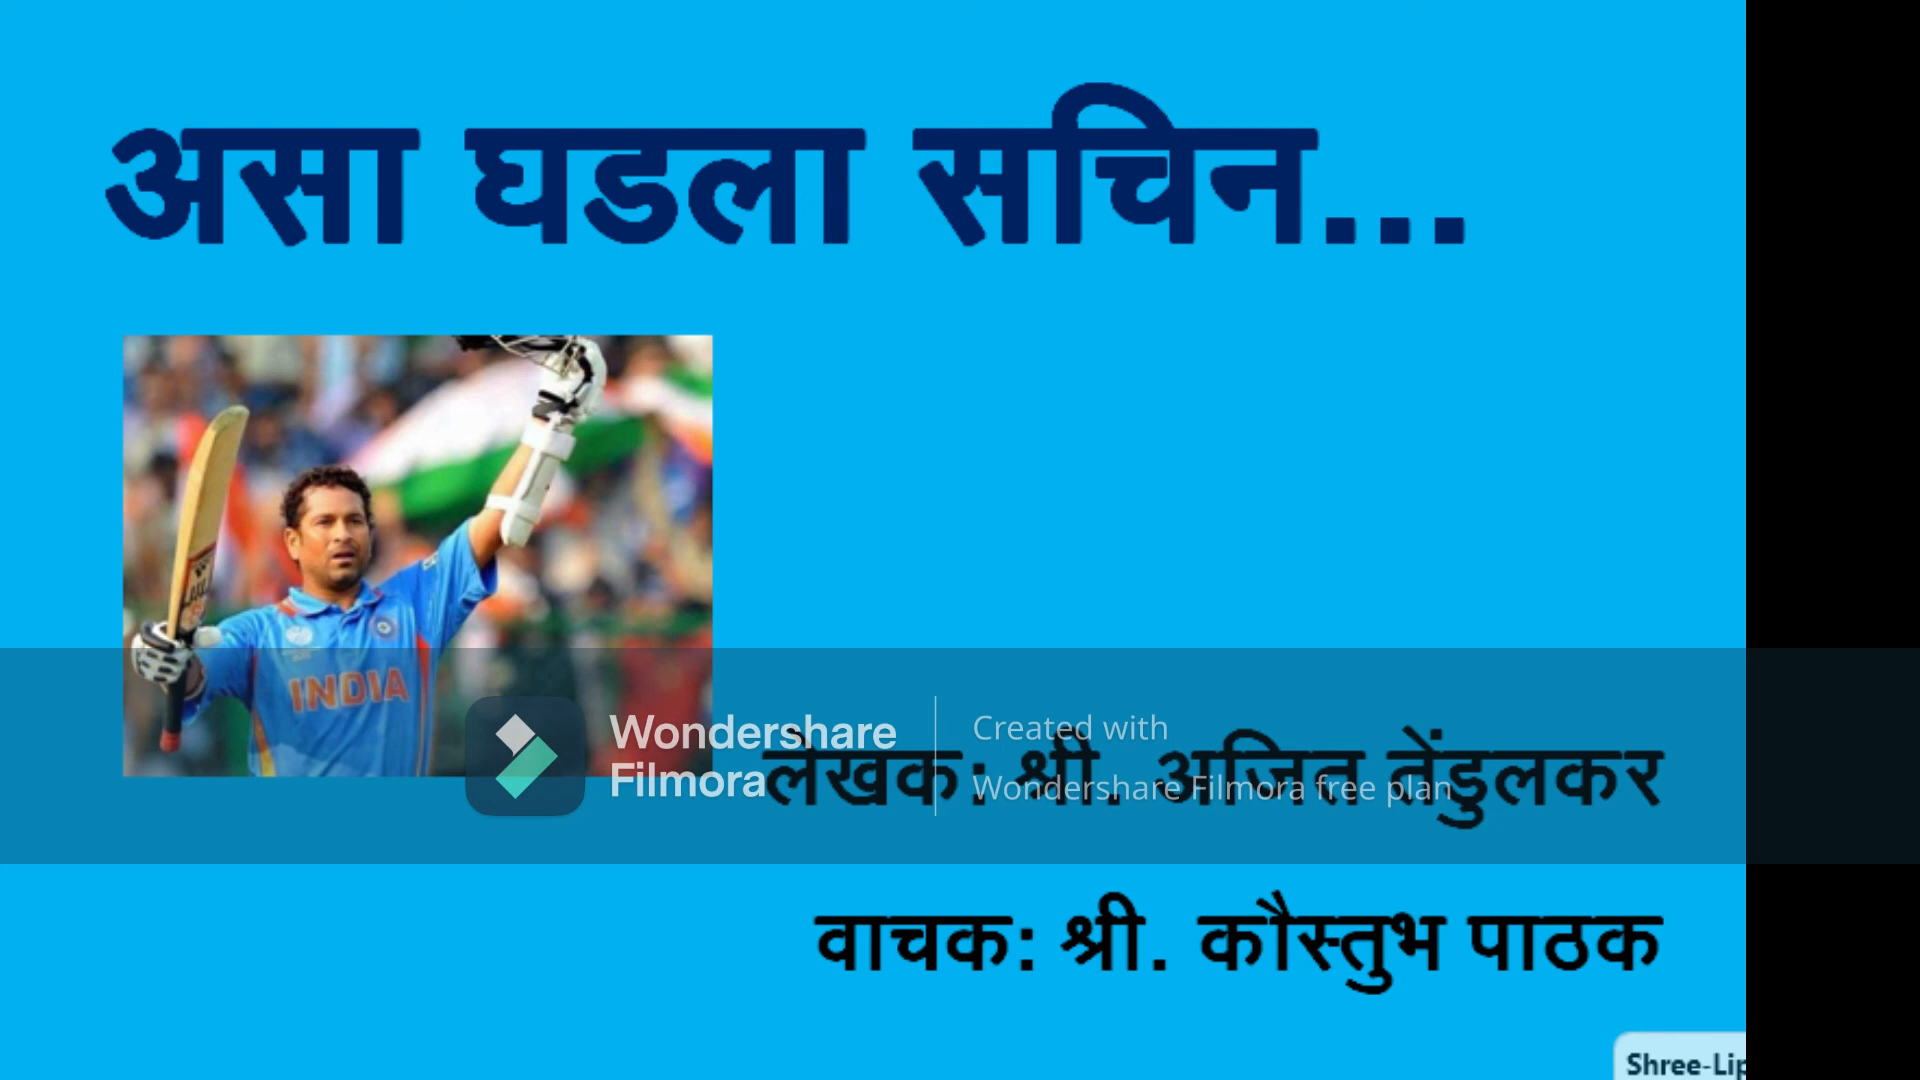 असा घडला सचिन...
INDIA
Wondershare
Filmora
Created with
Wondershare Filmora free plan
लेखक: श्री. अजित तेंडुलकर
वाचक: श्री. कौस्तुभ पाठक
Shree-Lip